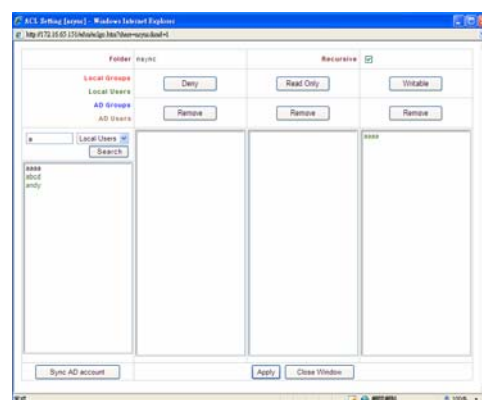 ACL Setting [nsync] - Windows Internet Explorer
Folder nsync Recursive
Local Groups
Local Users
AD Groups
AD Users
Deny Read Only Writable
Remove Remove Remove
a Local Users
Search
aaaa
abcd
andy
aaaa
Sync AD account Apply Close Window
100%